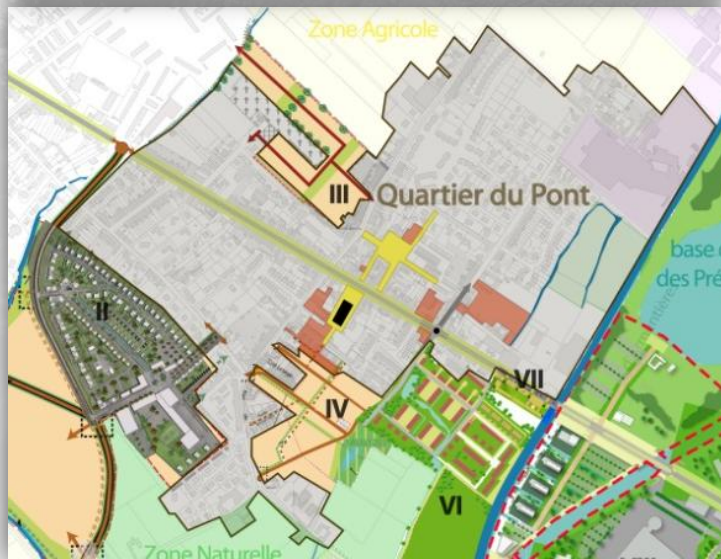 Zone Agricole
III
Quartier du Pont
base
des Pré
II
IV
VII
VI
Zone Naturelle